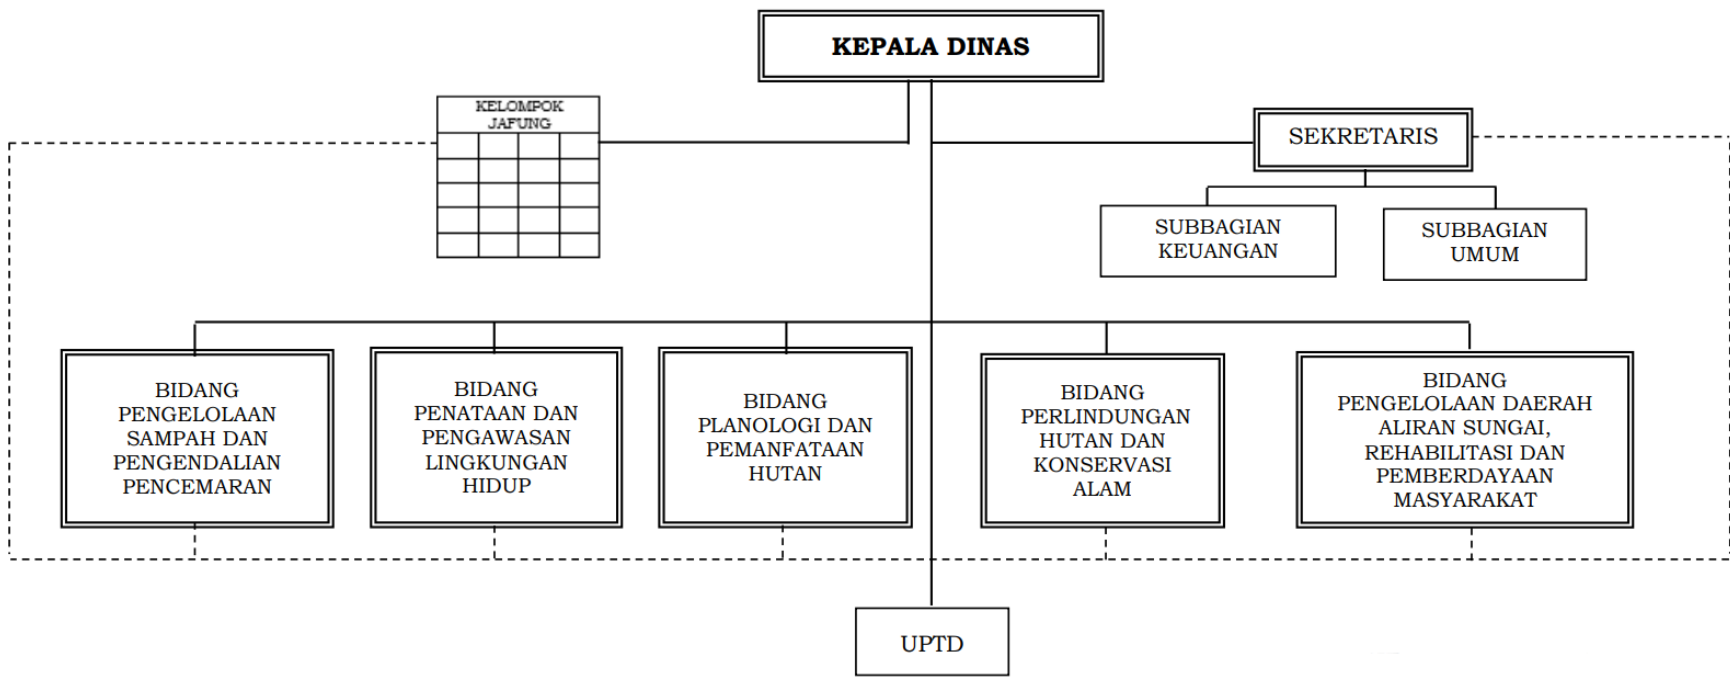 KEPALA DINAS
KELOMPOK
JAFUNG
SEKRETARIS
SUBBAGIAN
KEUANGAN
SUBBAGIAN
UMUM
BIDANG
PENGELOLAAN
SAMPAH DAN
PENGENDALIAN
PENCEMARAN
BIDANG
PENATAAN DAN
PENGAWASAN
LINGKUNGAN
HIDUP
BIDANG
PLANOLOGI DAN
PEMANFATAAN
HUTAN
BIDANG
PERLINDUNGAN
HUTAN DAN
KONSERVASI
ALAM
BIDANG
PENGELOLAAN DAERAH
ALIRAN SUNGAI,
REHABILITASI DAN
PEMBERDAYAAN
MASYARAKAT
UPTD